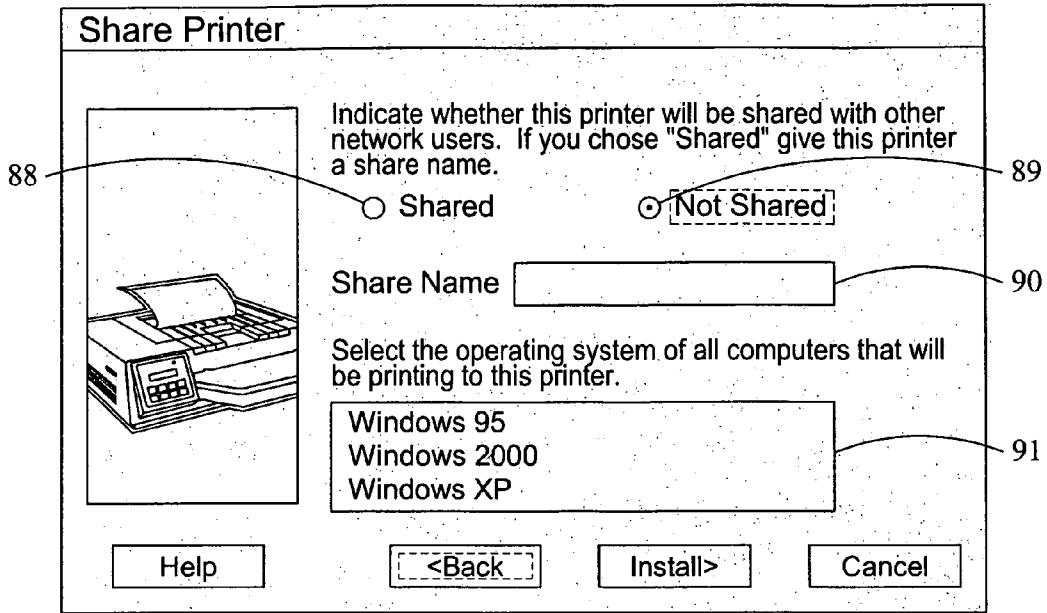 Share Printer
Indicate whether this printer will be shared with other
network users. If you chose "Shared" give this printer
a share name.
88
89
Shared Not Shared
Share Name
90
Select the operating system of all computers that will
be printing to this printer.
Windows 95
Windows 2000
Windows XP
91
Help <Back Install> Cancel